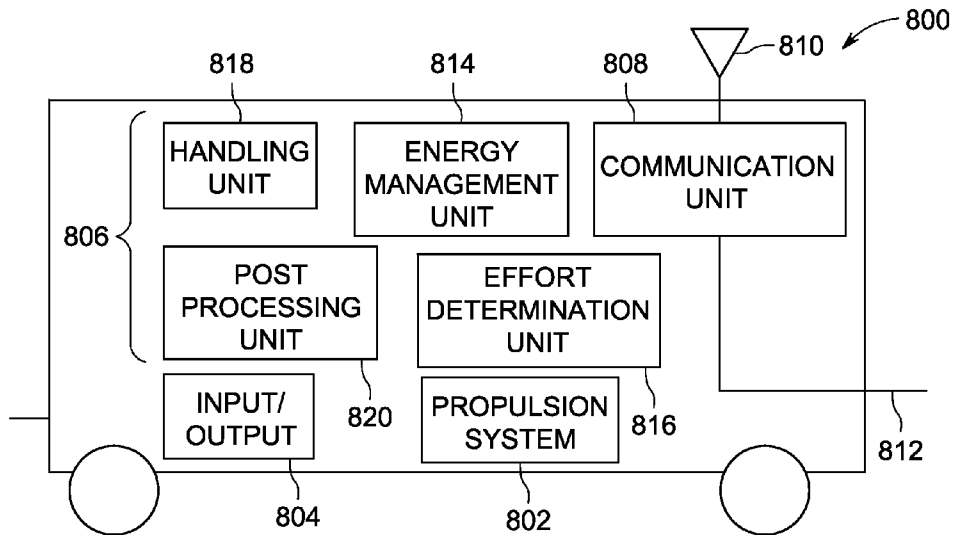 800
810
818
814
808
HANDLING
UNIT
ENERGY
MANAGEMENT
UNIT
COMMUNICATION
UNIT
806
POST
PROCESSING
UNIT
EFFORT
DETERMINATION
UNIT
820
816
812
INPUT/
OUTPUT
PROPULSION
SYSTEM
804
802